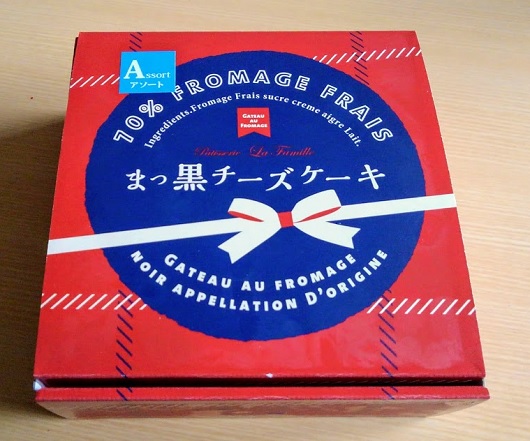 Assort
アソート
70% FROMAGE FRAIS
Ingredients.Fromage Frais sucre creme aigre Lait.
GATEAU
AU
FROMAGE
Patisserie La Famille
まっ黒チーズケーキ
GATEAU AU FROMAGE
NOIR APPELLATION D'ORIGINE